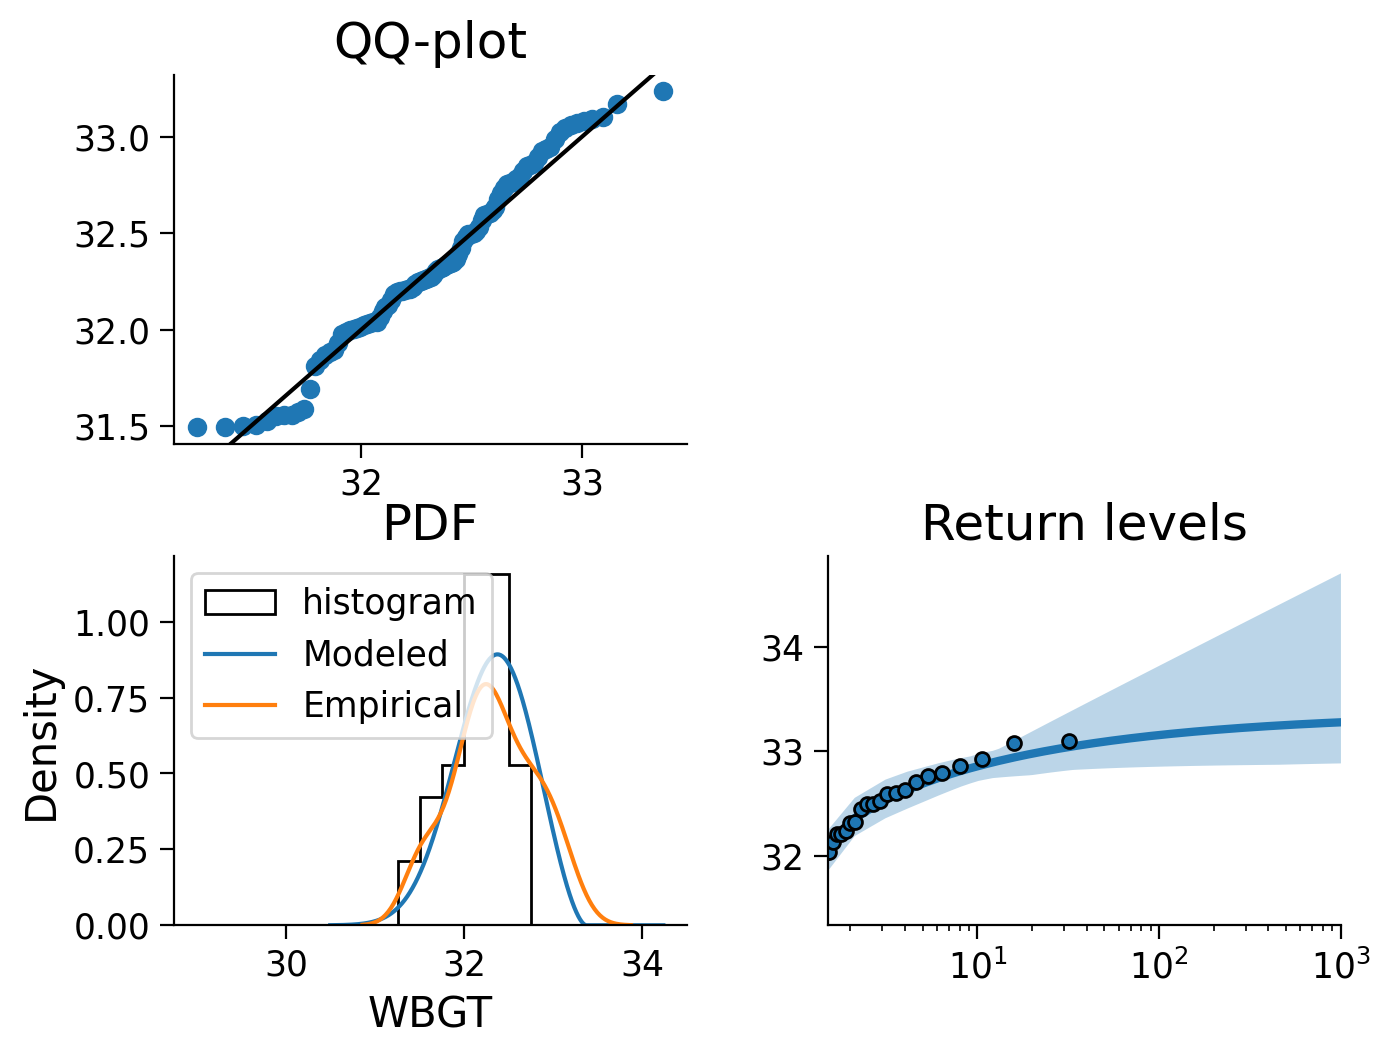 QQ-plot
33.0
32.5
32.0
31.5
32 33
PDF
Density
1.00
0.75
0.50
0.25
0.00
histogram
Modeled
Empirical
30 32 34
WBGT
Return levels
34
33
32
10¹ 10² 10³